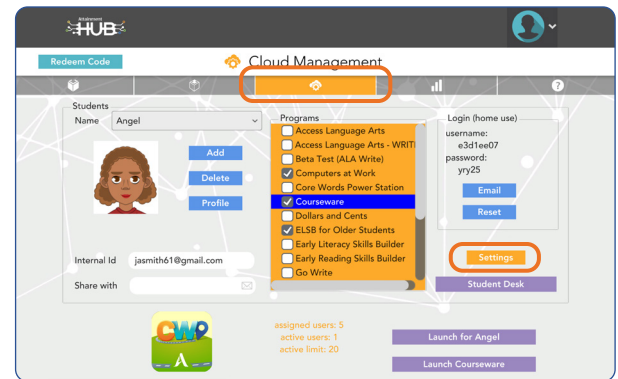 Attainment
HUB
Redeem Code
Cloud Management
?
Students
Name Angel
Add
Delete
Profile
Internal Id jasmith61@gmail.com
Share with
Programs
Access Language Arts
Access Language Arts - WRIT
Beta Test (ALA Write)
Computers at Work
Core Words Power Station
Courseware
Dollars and Cents
ELSB for Older Students
Early Literacy Skills Builder
Early Reading Skills Builder
Go Write
Login (home use)
username:
e3d1ee07
password:
yry25
Email
Reset
Settings
Student Desk
CWP
A
assigned users: 5
active users: 1
active limit: 20
Launch for Angel
Launch Courseware